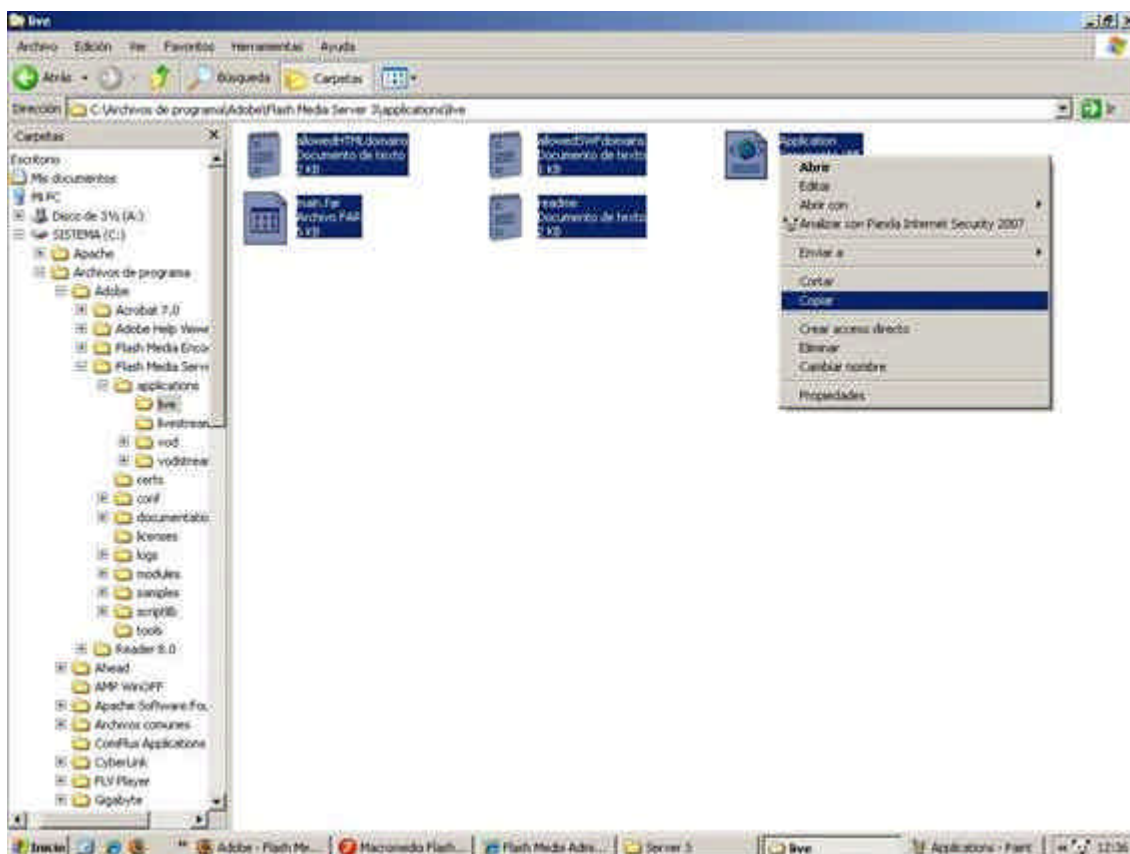 live
Archivo Edición Ver Favoritos Herramientas Ayuda
Atrás Búsqueda Carpetas
Dirección C:\Archivos de programa\Adobe\Flash Media Server 3\applications\live Ir
Carpetas
Escritorio
Mis documentos
Mi PC
Disco de 3½ (A:)
SISTEMA (C:)
Apache
Archivos de programa
Adobe
Acrobat 7.0
Adobe Help Viewe
Flash Media Enco
Flash Media Serv
applications
live
livestream
vod
vodstrear
certs
conf
documentatio
licenses
logs
modules
samples
scriptlib
tools
Reader 8.0
Ahead
AMP WinOFF
Apache Software Fou
Archivos comunes
ComPlus Applications
CyberLink
FLV Player
Gigabyte
allowedHTMLdomains
Documento de texto
2 KB
allowedSWFdomains
Documento de texto
Application
main.far
Archivo FAR
5 KB
readme
Documento de texto
Abrir
Editar
Abrir con
Analizar con Panda Internet Security 2007
Enviar a
Cortar
Copiar
Crear acceso directo
Eliminar
Cambiar nombre
Propiedades
Inicio
Adobe - Flash Me...
Macromedia Flash...
Flash Media Adm...
Server 3
live
Applications - Paint
12:36